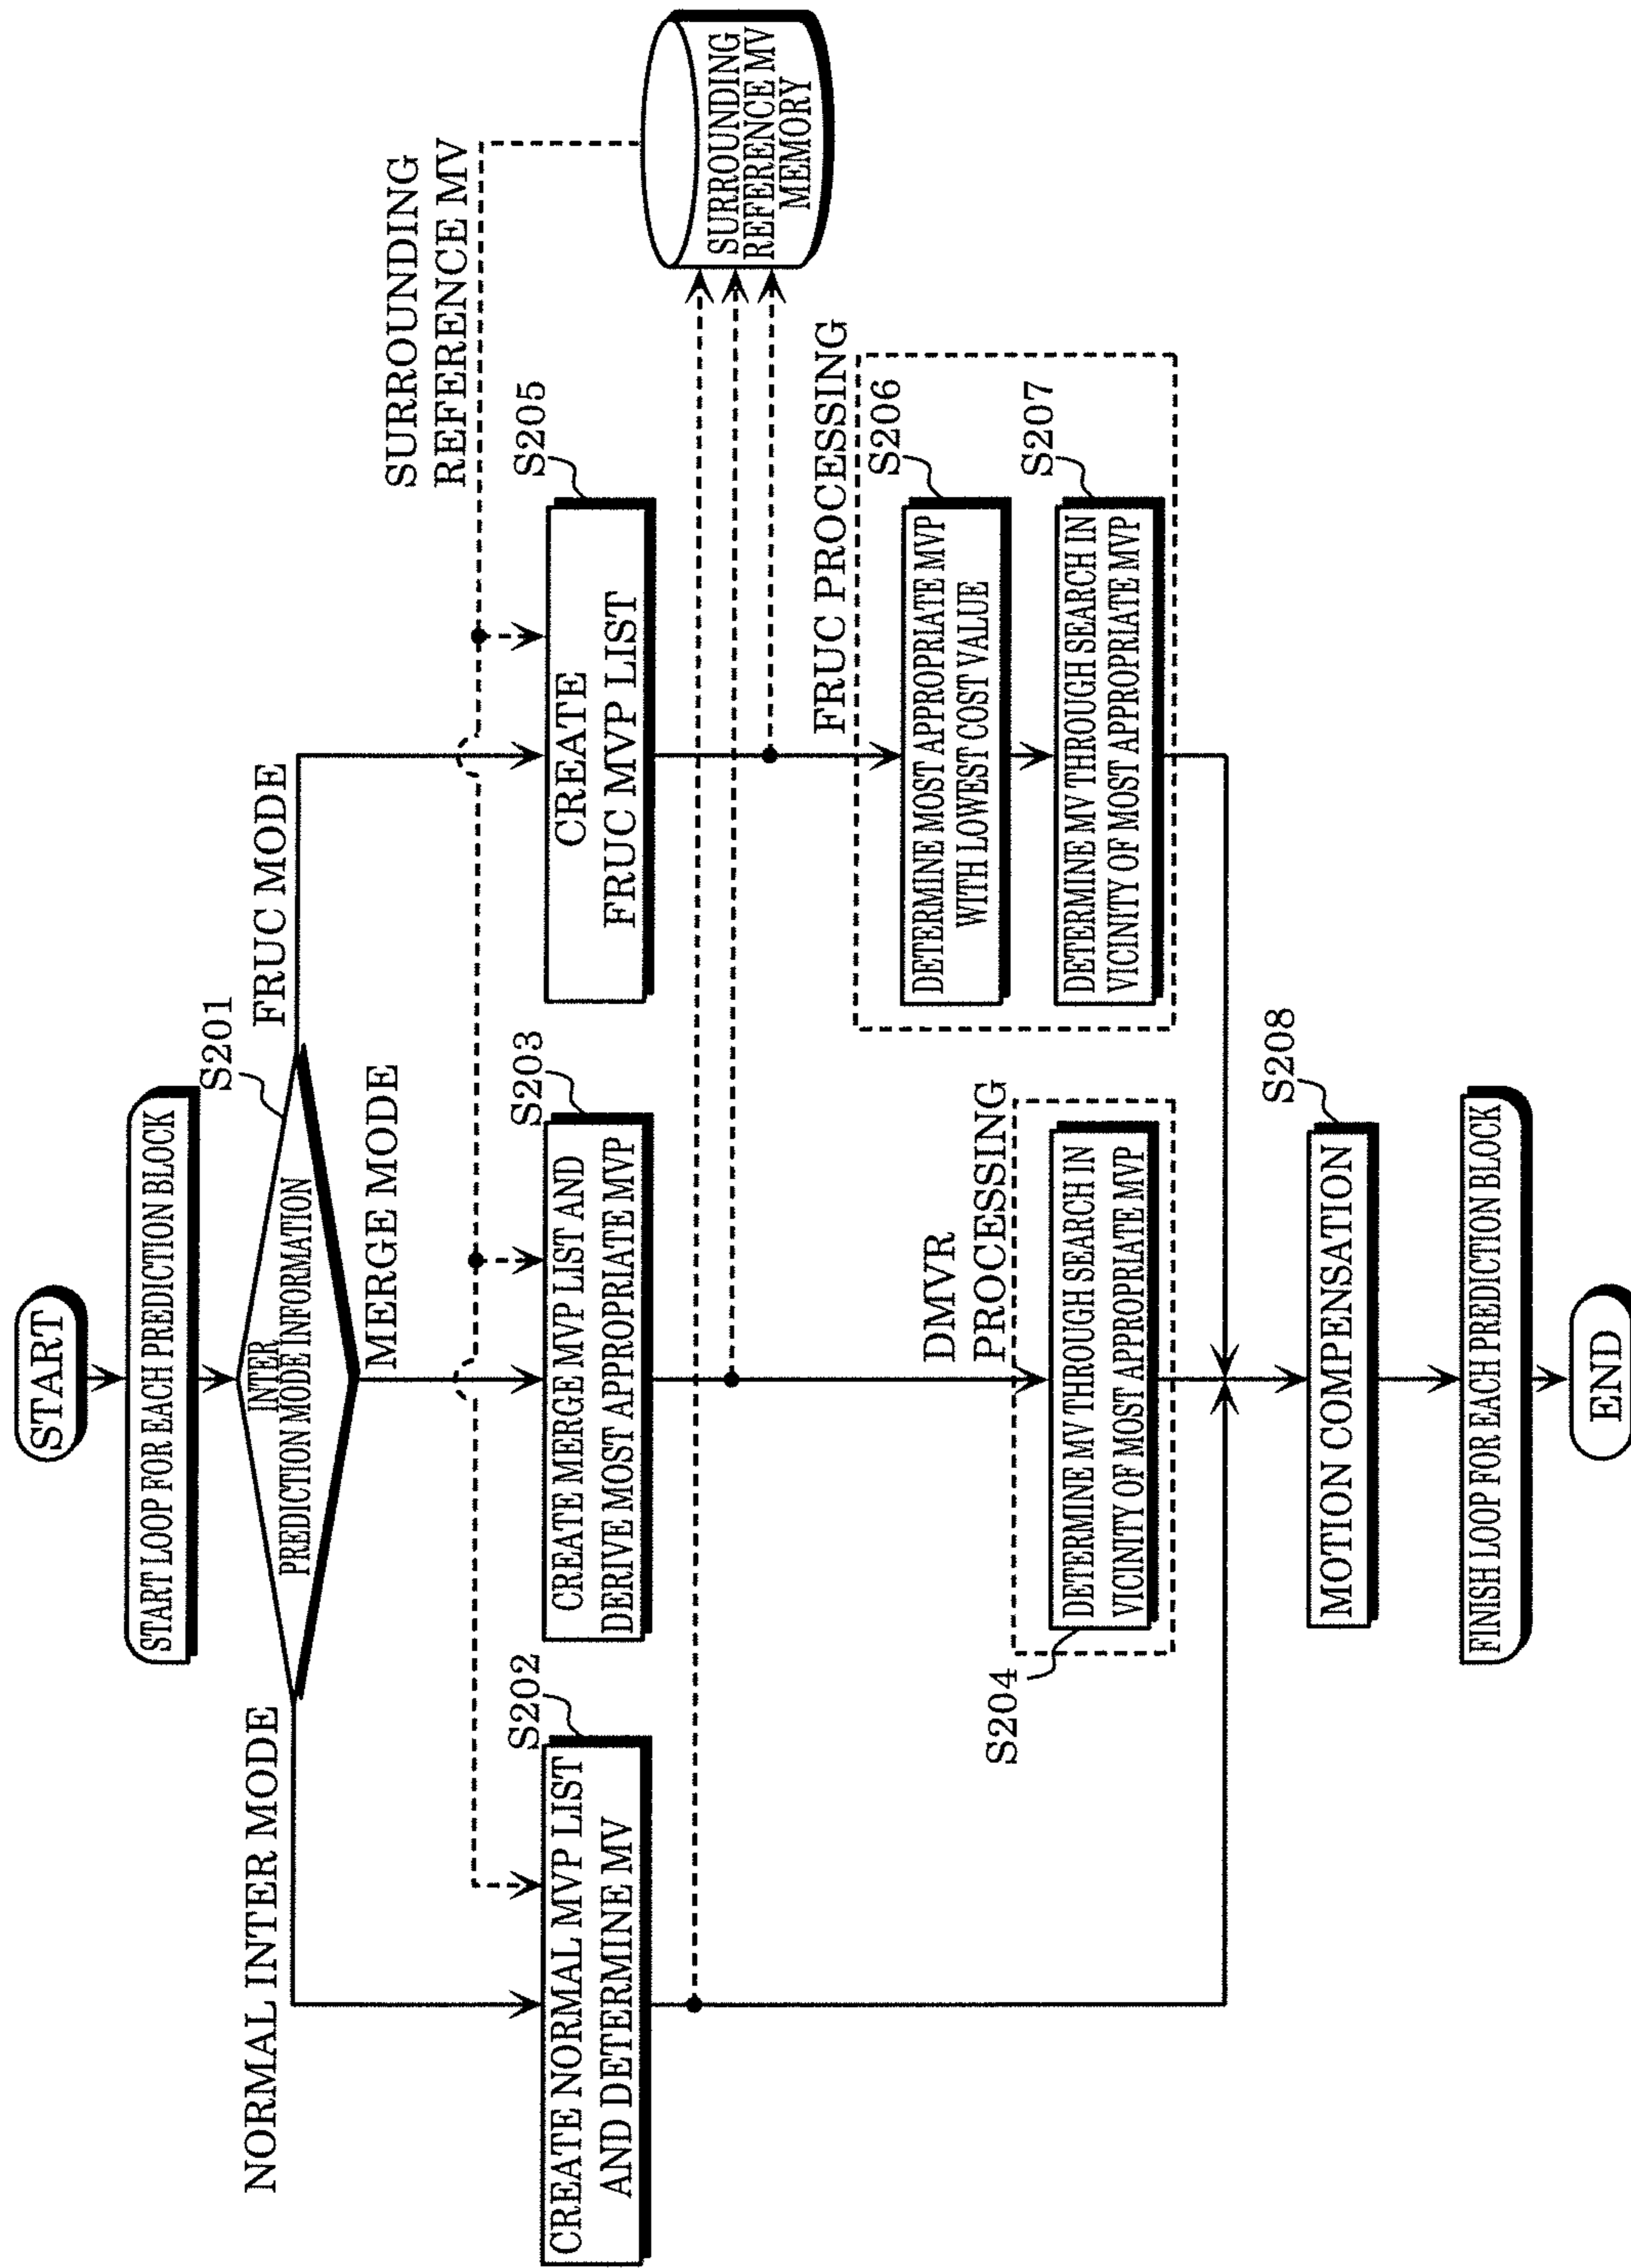 START
START LOOP FOR EACH PREDICTION BLOCK
S201
INTER
PREDICTION MODE INFORMATION
NORMAL INTER MODE
MERGE MODE
FRUC MODE
SURROUNDING
REFERENCE MV
S202
CREATE NORMAL MVP LIST
AND DETERMINE MV
S203
CREATE MERGE MVP LIST AND
DERIVE MOST APPROPRIATE MVP
S205
CREATE
FRUC MVP LIST
SURROUNDING
REFERENCE MV
MEMORY
FRUC PROCESSING
S206
DETERMINE MOST APPROPRIATE MVP
WITH LOWEST COST VALUE
S207
DETERMINE MV THROUGH SEARCH IN
VICINITY OF MOST APPROPRIATE MVP
DMVR
PROCESSING
S204
DETERMINE MV THROUGH SEARCH IN
VICINITY OF MOST APPROPRIATE MVP
S208
MOTION COMPENSATION
FINISH LOOP FOR EACH PREDICTION BLOCK
END